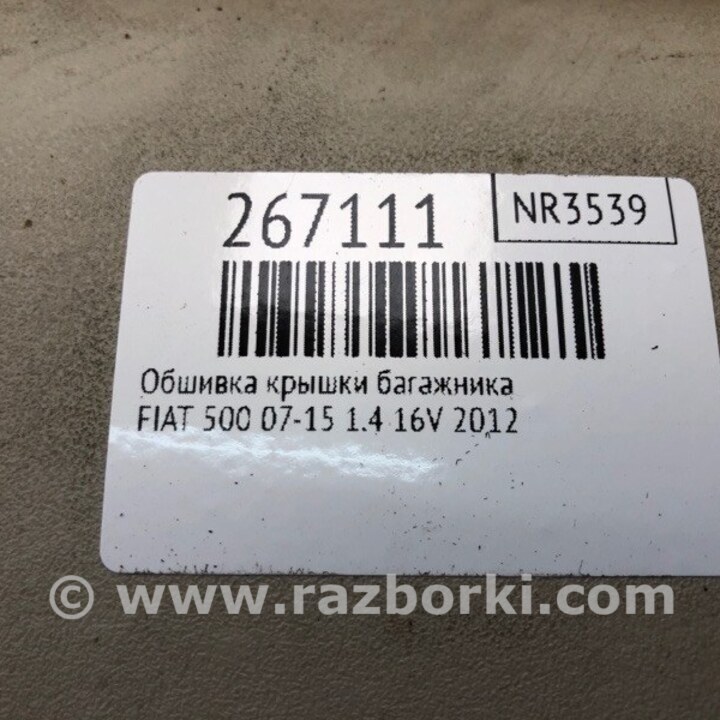 267111
NR3539
Обшивка крышки багажника
FIAT 500 07-15 1.4 16V 2012
© www.razborki.com